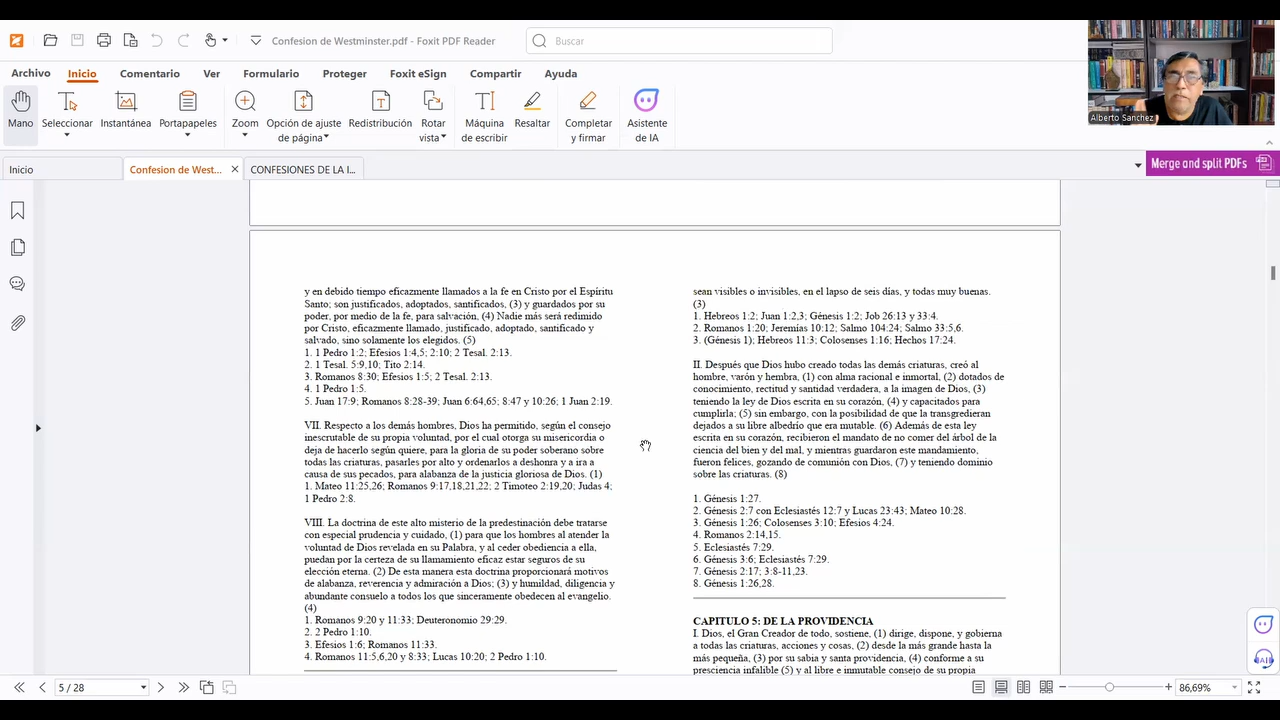 Confesion de Westminster.pdf - Foxit PDF Reader
Buscar
Archivo
Inicio
Comentario
Ver
Formulario
Proteger
Foxit eSign
Compartir
Ayuda
Mano
Seleccionar
Instantánea
Portapapeles
Zoom
Opción de ajuste
de página
Redistribución
Rotar
vista
Máquina
de escribir
Resaltar
Completar
y firmar
Asistente
de IA
Alberto Sanchez
Inicio
Confesion de West...
CONFESIONES DE LA I...
Merge and split PDFs
y en debido tiempo eficazmente llamados a la fe en Cristo por el Espíritu
Santo; son justificados, adoptados, santificados, (3) y guardados por su
poder, por medio de la fe, para salvación, (4) Nadie más será redimido
por Cristo, eficazmente llamado, justificado, adoptado, santificado y
salvado, sino solamente los elegidos. (5)
1. 1 Pedro 1:2; Efesios 1:4,5; 2:10; 2 Tesal. 2:13.
2. 1 Tesal. 5:9,10; Tito 2:14.
3. Romanos 8:30; Efesios 1:5; 2 Tesal. 2:13.
4. 1 Pedro 1:5.
5. Juan 17:9; Romanos 8:28-39; Juan 6:64,65; 8:47 y 10:26; 1 Juan 2:19.
VII. Respecto a los demás hombres, Dios ha permitido, según el consejo
inescrutable de su propia voluntad, por el cual otorga su misericordia o
deja de hacerlo según quiere, para la gloria de su poder soberano sobre
todas las criaturas, pasarles por alto y ordenarlos a deshonra y a ira a
causa de sus pecados, para alabanza de la justicia gloriosa de Dios. (1)
1. Mateo 11:25,26; Romanos 9:17,18,21,22; 2 Timoteo 2:19,20; Judas 4;
1 Pedro 2:8.
VIII. La doctrina de este alto misterio de la predestinación debe tratarse
con especial prudencia y cuidado, (1) para que los hombres al atender la
voluntad de Dios revelada en su Palabra, y al ceder obediencia a ella,
puedan por la certeza de su llamamiento eficaz estar seguros de su
elección eterna. (2) De esta manera esta doctrina proporcionará motivos
de alabanza, reverencia y admiración a Dios; (3) y humildad, diligencia y
abundante consuelo a todos los que sinceramente obedecen al evangelio.
(4)
1. Romanos 9:20 y 11:33; Deuteronomio 29:29.
2. 2 Pedro 1:10.
3. Efesios 1:6; Romanos 11:33.
4. Romanos 11:5,6,20 y 8:33; Lucas 10:20; 2 Pedro 1:10.
sean visibles o invisibles, en el lapso de seis días, y todas muy buenas.
(3)
1. Hebreos 1:2; Juan 1:2,3; Génesis 1:2; Job 26:13 y 33:4.
2. Romanos 1:20; Jeremías 10:12; Salmo 104:24; Salmo 33:5,6.
3. (Génesis 1); Hebreos 11:3; Colosenses 1:16; Hechos 17:24.
II. Después que Dios hubo creado todas las demás criaturas, creó al
hombre, varón y hembra, (1) con alma racional e inmortal, (2) dotados de
conocimiento, rectitud y santidad verdadera, a la imagen de Dios, (3)
teniendo la ley de Dios escrita en su corazón, (4) y capacitados para
cumplirla; (5) sin embargo, con la posibilidad de que la transgredieran
dejados a su libre albedrío que era mutable. (6) Además de esta ley
escrita en su corazón, recibieron el mandato de no comer del árbol de la
ciencia del bien y del mal, y mientras guardaron este mandamiento,
fueron felices, gozando de comunión con Dios, (7) y teniendo dominio
sobre las criaturas. (8)
1. Génesis 1:27.
2. Génesis 2:7 con Eclesiastés 12:7 y Lucas 23:43; Mateo 10:28.
3. Génesis 1:26; Colosenses 3:10; Efesios 4:24.
4. Romanos 2:14,15.
5. Eclesiastés 7:29.
6. Génesis 3:6; Eclesiastés 7:29.
7. Génesis 2:17; 3:8-11,23.
8. Génesis 1:26,28.
CAPITULO 5: DE LA PROVIDENCIA
I. Dios, el Gran Creador de todo, sostiene, (1) dirige, dispone, y gobierna
a todas las criaturas, acciones y cosas, (2) desde la más grande hasta la
más pequeña, (3) por su sabia y santa providencia, (4) conforme a su
presciencia infalible (5) y al libre e inmutable consejo de su propia
5 / 28
86,69%